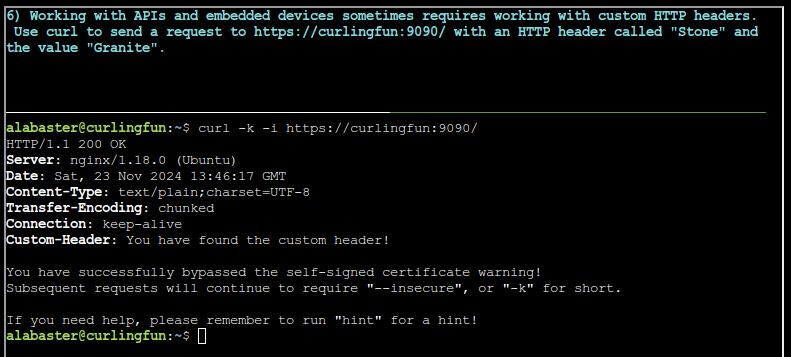 6) Working with APIs and embedded devices sometimes requires working with custom HTTP headers.
Use curl to send a request to https://curlingfun:9090/ with an HTTP header called "Stone" and
the value "Granite".
alabaster@curlingfun:~$ curl -k -i https://curlingfun:9090/
HTTP/1.1 200 OK
Server: nginx/1.18.0 (Ubuntu)
Date: Sat, 23 Nov 2024 13:46:17 GMT
Content-Type: text/plain;charset=UTF-8
Transfer-Encoding: chunked
Connection: keep-alive
Custom-Header: You have found the custom header!
You have successfully bypassed the self-signed certificate warning!
Subsequent requests will continue to require "--insecure", or "-k" for short.
If you need help, please remember to run "hint" for a hint!
alabaster@curlingfun:~$